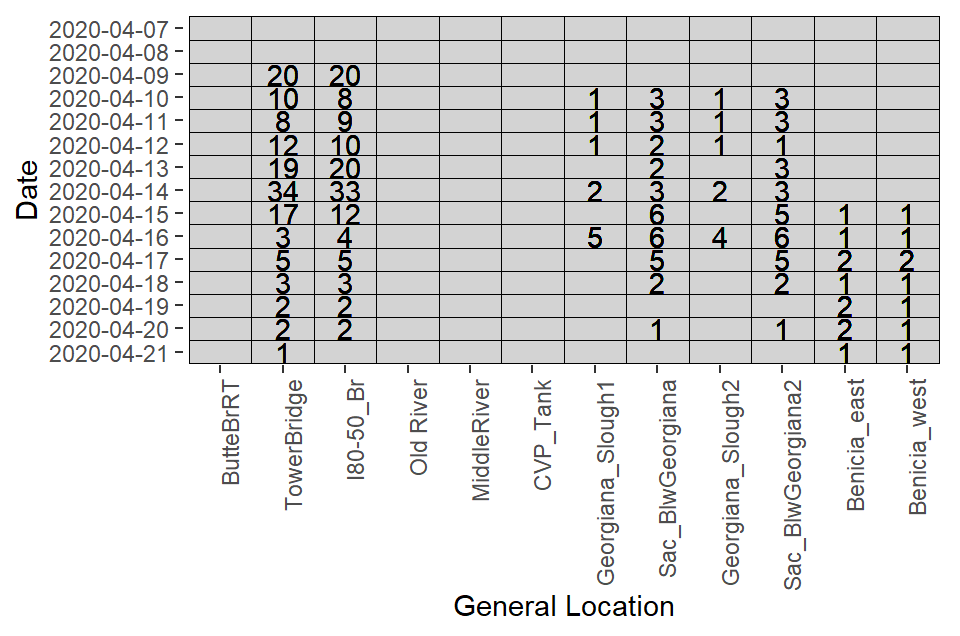 2020-04-07
2020-04-08
2020-04-09 20 20
2020-04-10 10 8 1 3 1 3
2020-04-11 8 9 1 3 1 3
2020-04-12 12 10 1 2 1 1
2020-04-13 19 20 2 3
2020-04-14 34 33 2 3 2 3
2020-04-15 17 12 6 5 1 1
2020-04-16 3 4 5 6 4 6 1 1
2020-04-17 5 5 5 5 2 2
2020-04-18 3 3 2 2 1 1
2020-04-19 2 2 2 1
2020-04-20 2 2 1 1 2 1
2020-04-21 1 1 1
Date
ButteBrRT
TowerBridge
I80-50_Br
Old River
MiddleRiver
CVP_Tank
Georgiana_Slough1
Sac_BlwGeorgiana
Georgiana_Slough2
Sac_BlwGeorgiana2
Benicia_east
Benicia_west
General Location